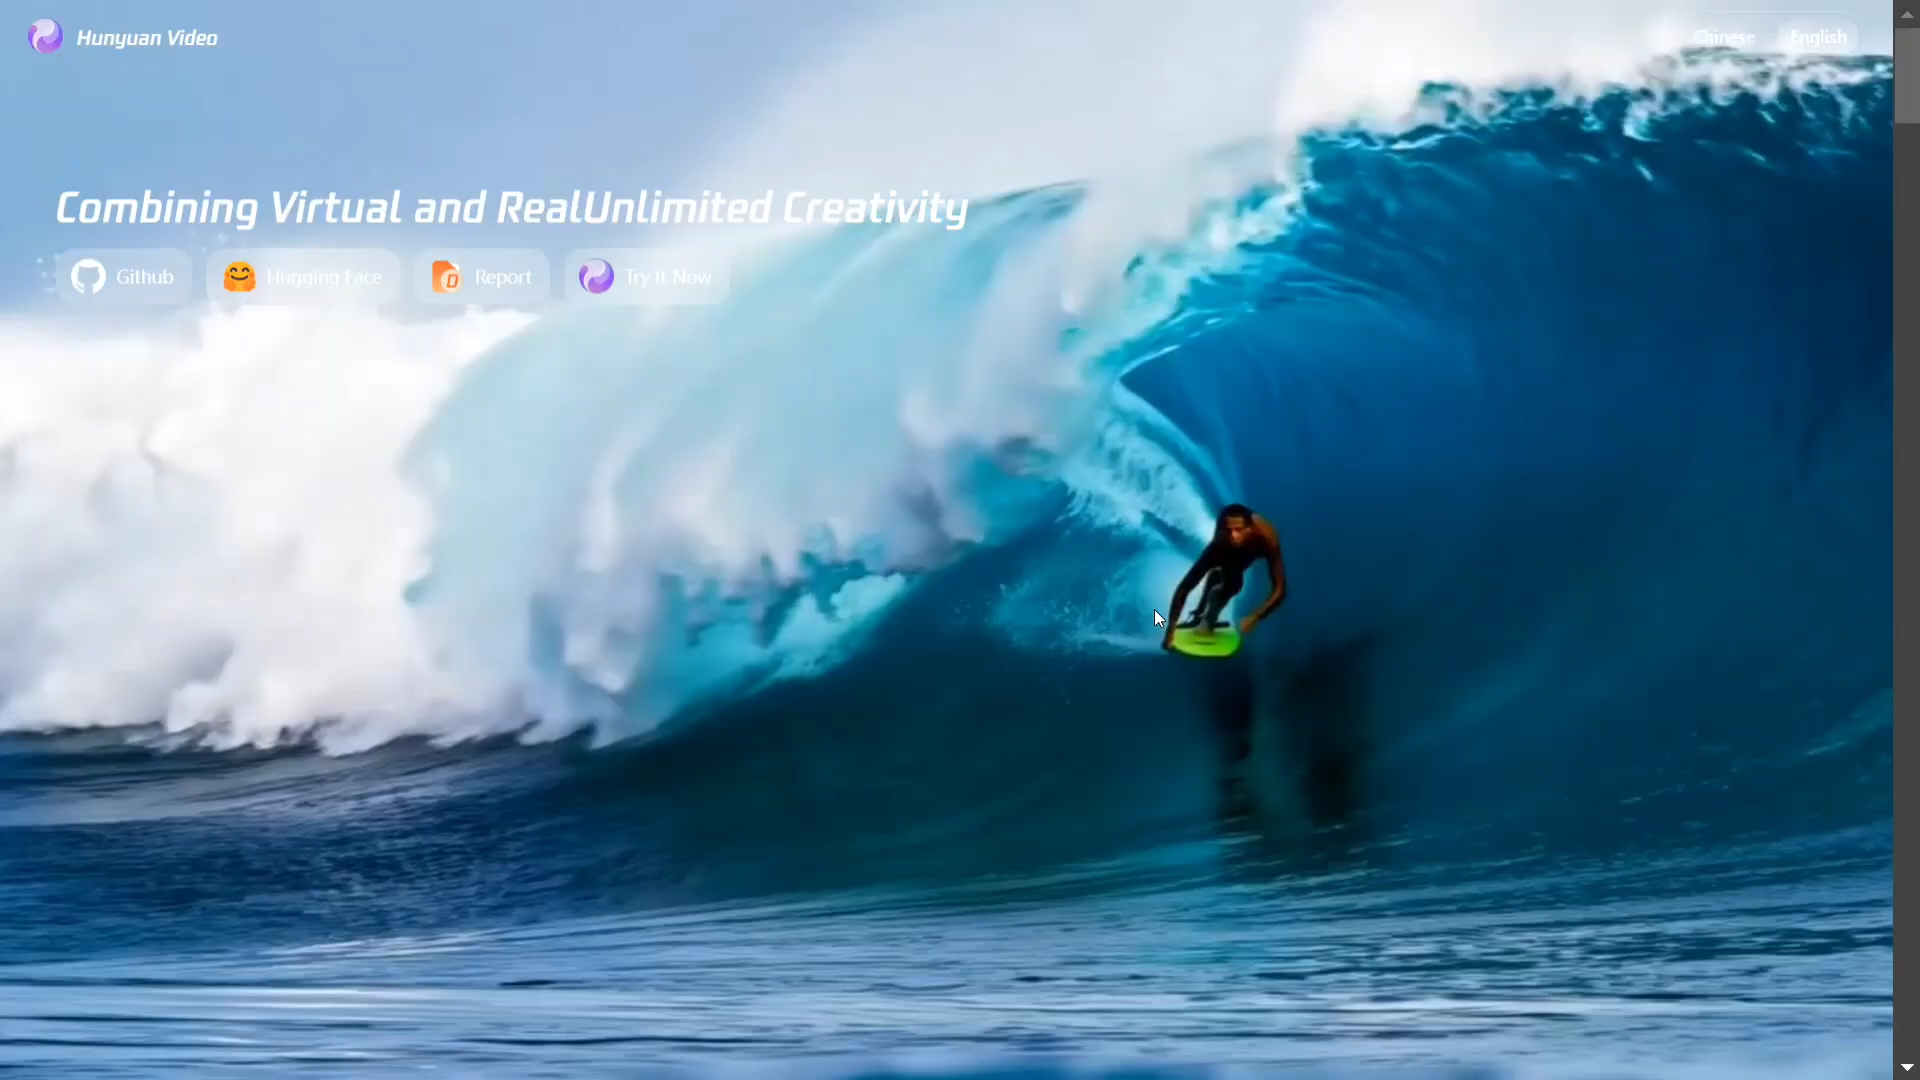 Hunyuan Video
Chinese English
Combining Virtual and RealUnlimited Creativity
Github Hugging Face Report Try It Now